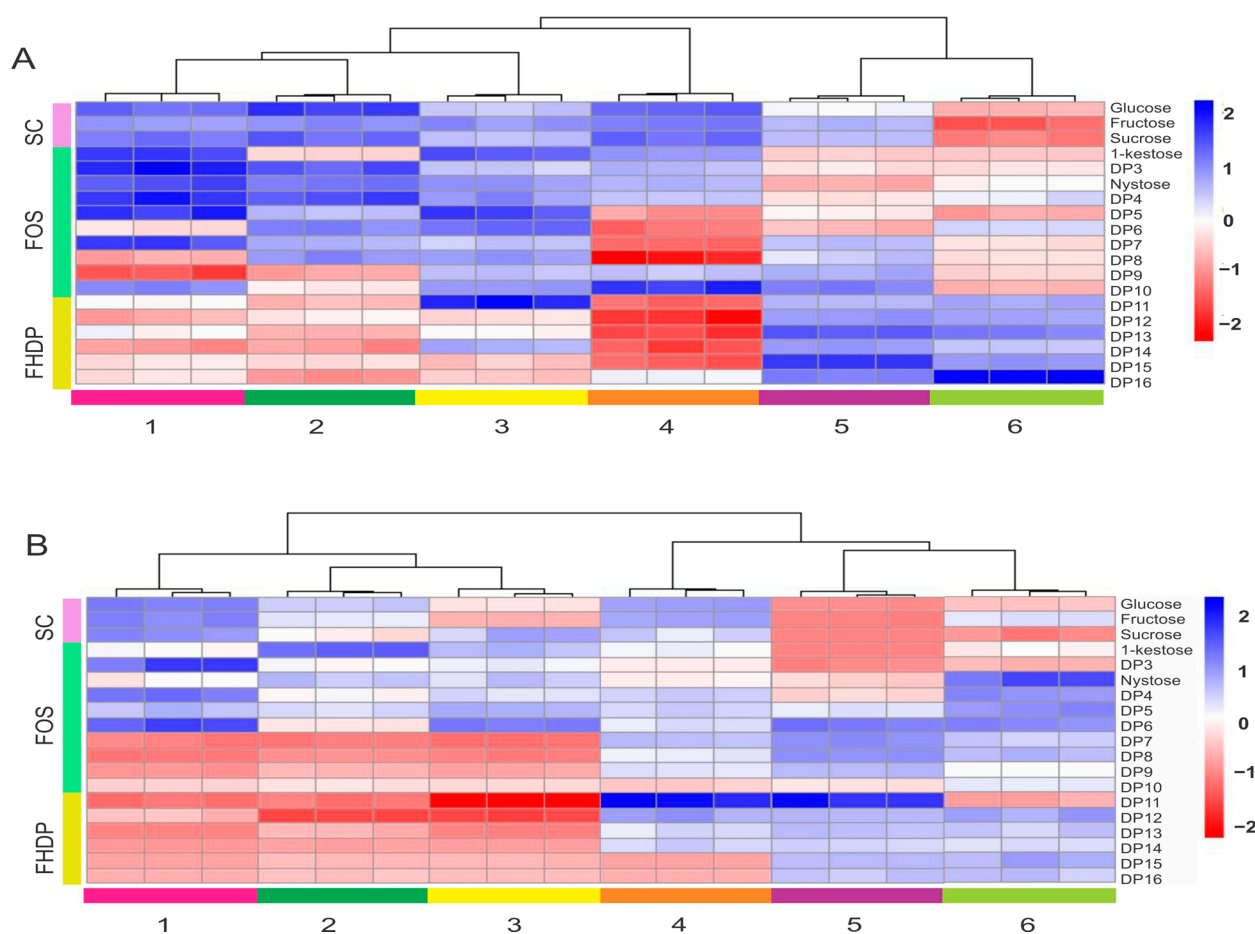 A
SC
FOS
FHDP
Glucose
Fructose
Sucrose
1-kestose
DP3
Nystose
DP4
DP5
DP6
DP7
DP8
DP9
DP10
DP11
DP12
DP13
DP14
DP15
DP16
2
1
0
−1
−2
1 2 3 4 5 6
B
SC
FOS
FHDP
Glucose
Fructose
Sucrose
1-kestose
DP3
Nystose
DP4
DP5
DP6
DP7
DP8
DP9
DP10
DP11
DP12
DP13
DP14
DP15
DP16
2
1
0
−1
−2
1 2 3 4 5 6